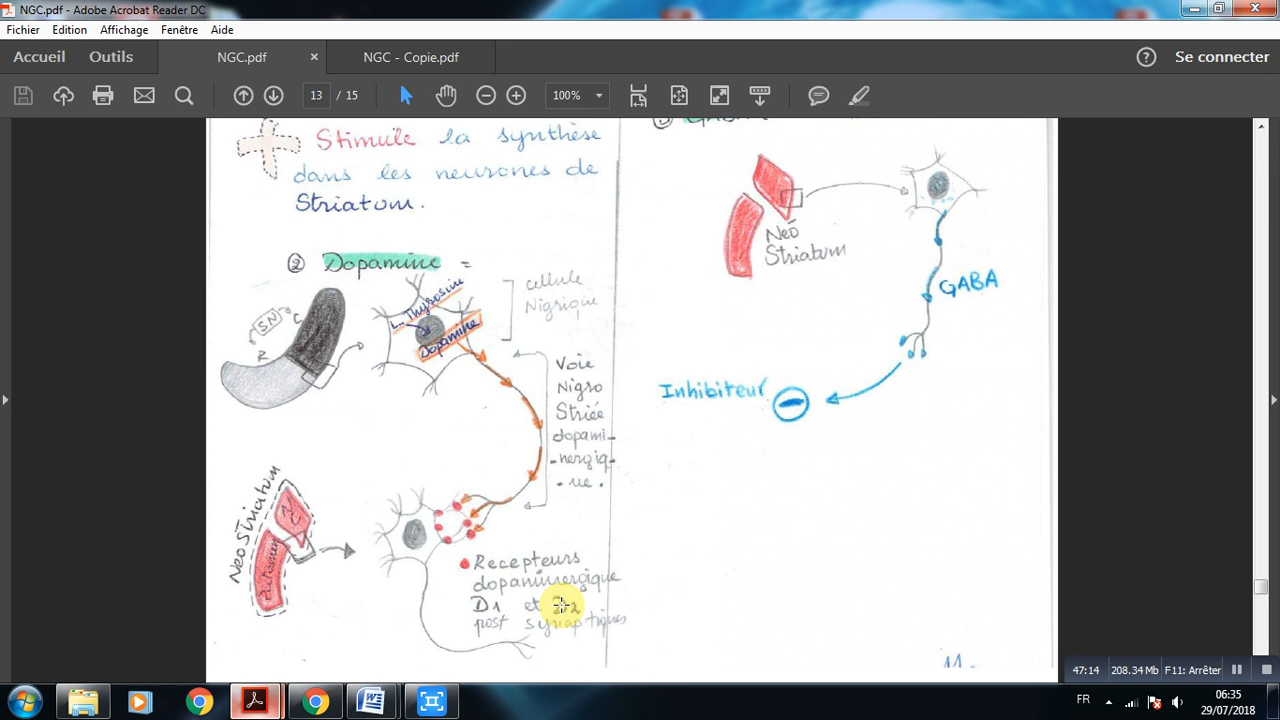 NGC.pdf - Adobe Acrobat Reader DC
Fichier Edition Affichage Fenêtre Aide
Accueil Outils NGC.pdf × NGC - Copie.pdf ? Se connecter
13 / 15 100%
Stimule la synthèse
dans les neurones de
Striatum.
② Dopamine =
cellule
Nigrique
L. Thyrosine
Dopamine
SN
C
R
Voie
Nigro
Striée
dopami-
-nergiq-
-ue.
Neo Striatum
Putamen
Recepteurs
dopaminergique
D1 et D2
post synaptiques
Neó
Striatum
GABA
Inhibiteur
11.
47:14 208.34 Mb F11: Arrêter
FR
06:35
29/07/2018